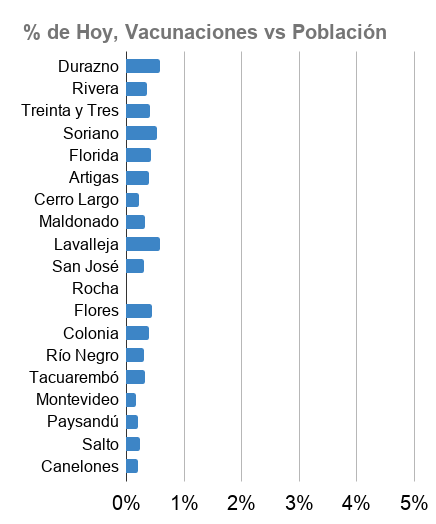 % de Hoy, Vacunaciones vs Población
Durazno
Rivera
Treinta y Tres
Soriano
Florida
Artigas
Cerro Largo
Maldonado
Lavalleja
San José
Rocha
Flores
Colonia
Río Negro
Tacuarembó
Montevideo
Paysandú
Salto
Canelones
0% 1% 2% 3% 4% 5%